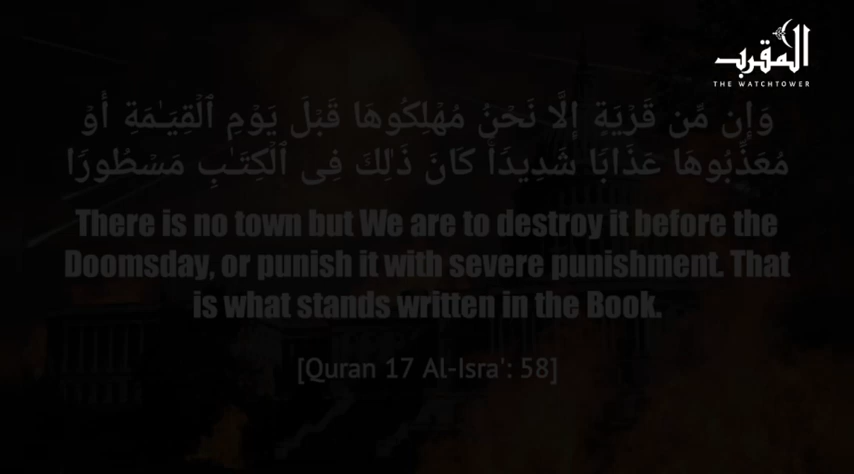 المقرب
THE WATCHTOWER
وَإِن مِّن قَرْيَةٍ إِلَّا نَحْنُ مُهْلِكُوهَا قَبْلَ يَوْمِ ٱلْقِيَـٰمَةِ أَوْ
مُعَذِّبُوهَا عَذَابًا شَدِيدًا كَانَ ذَٰلِكَ فِى ٱلْكِتَـٰبِ مَسْطُورًا
There is no town but We are to destroy it before the
Doomsday, or punish it with severe punishment. That
is what stands written in the Book.
[Quran 17 Al-Isra': 58]